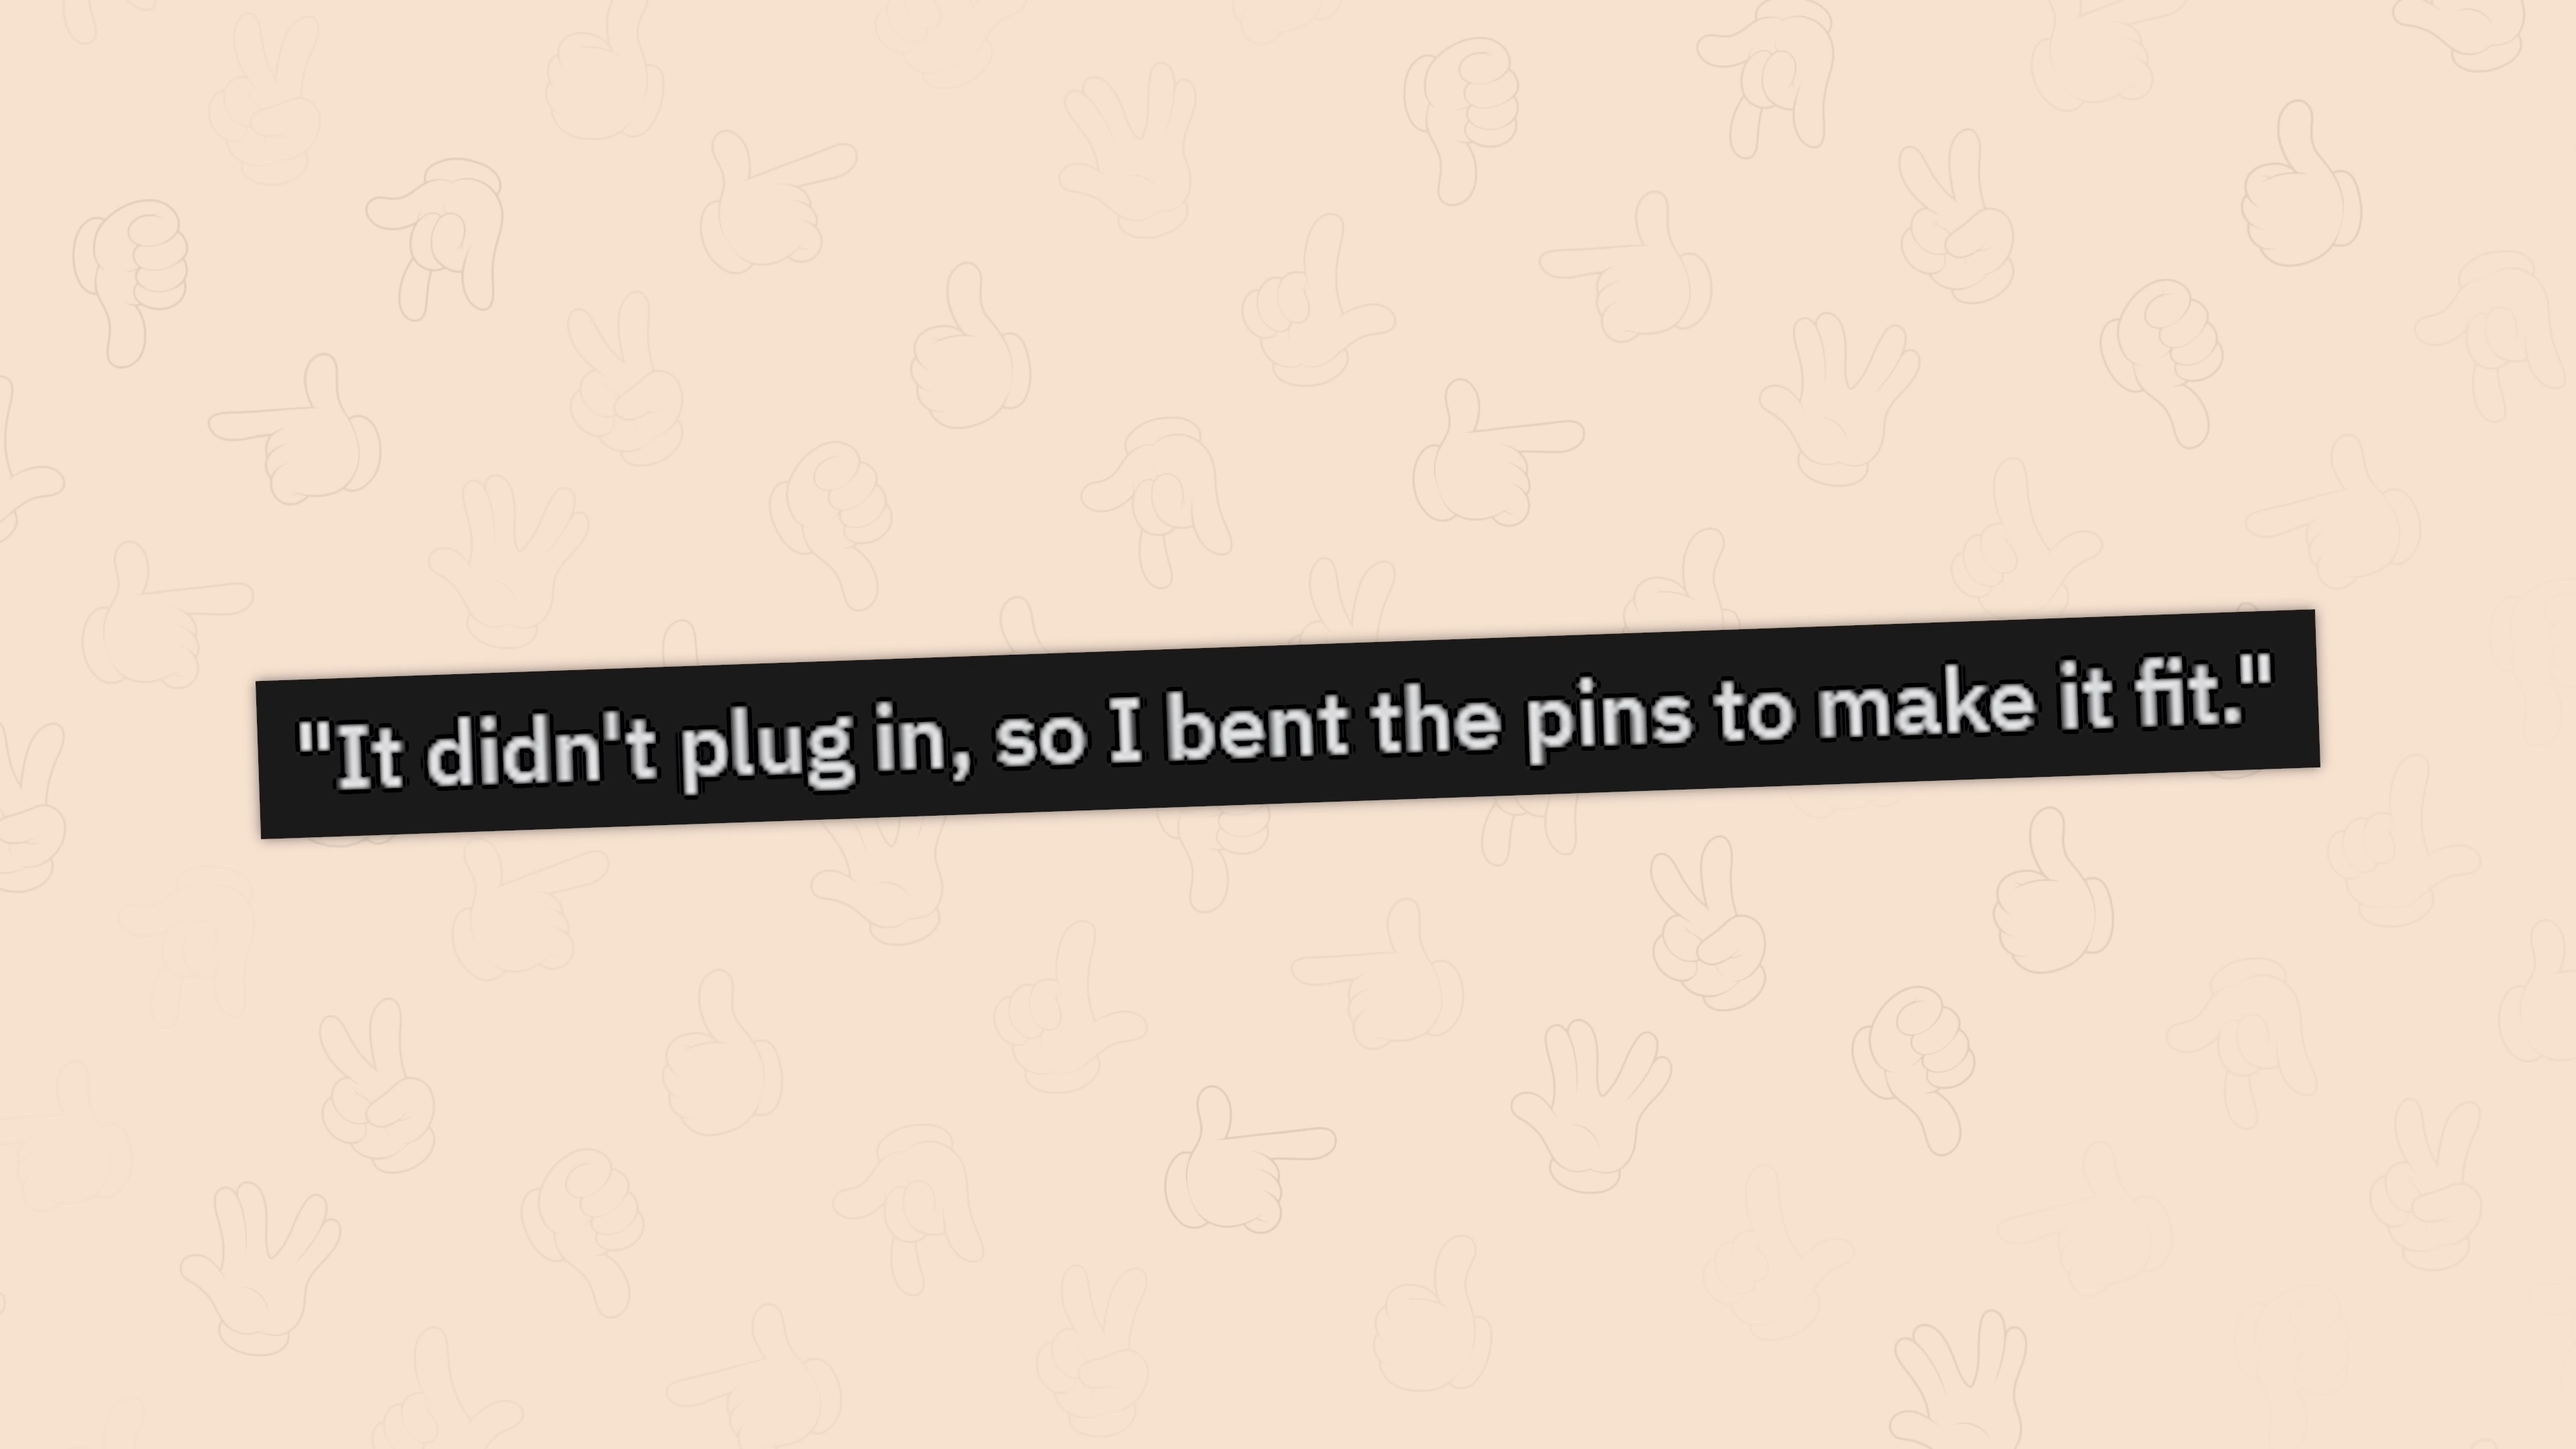 "It didn't plug in, so I bent the pins to make it fit."